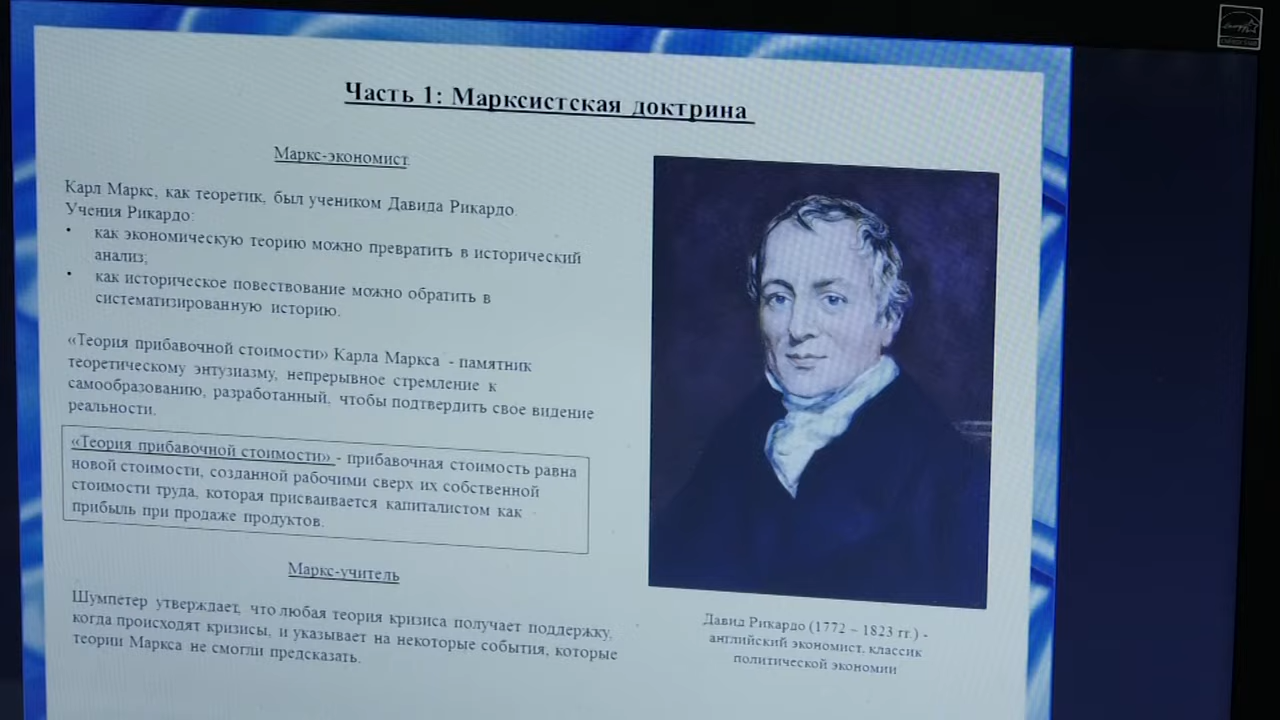 Часть 1: Марксистская доктрина
Маркс-экономист
Карл Маркс, как теоретик, был учеником Давида Рикардо.
Учения Рикардо:
• как экономическую теорию можно превратить в исторический
анализ;
• как историческое повествование можно обратить в
систематизированную историю.
«Теория прибавочной стоимости» Карла Маркса - памятник
теоретическому энтузиазму, непрерывное стремление к
самообразованию, разработанный, чтобы подтвердить свое видение
реальности.
«Теория прибавочной стоимости» - прибавочная стоимость равна
новой стоимости, созданной рабочими сверх их собственной
стоимости труда, которая присваивается капиталистом как
прибыль при продаже продуктов.
Маркс-учитель
Шумпетер утверждает, что любая теория кризиса получает поддержку,
когда происходят кризисы, и указывает на некоторые события, которые
теории Маркса не смогли предсказать.
Давид Рикардо (1772 – 1823 гг.) -
английский экономист, классик
политической экономии